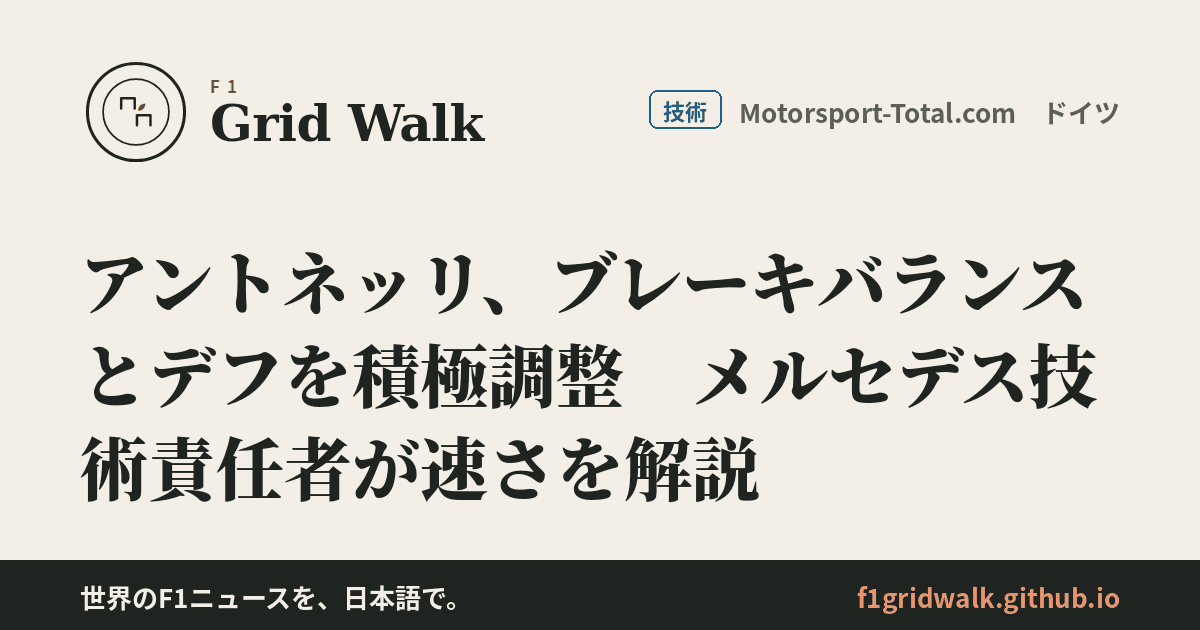 F1
Grid Walk
技術 Motorsport-Total.com ドイツ
アントネッリ、ブレーキバランス
とデフを積極調整　メルセデス技
術責任者が速さを解説
世界のF1ニュースを、日本語で。
f1gridwalk.github.io